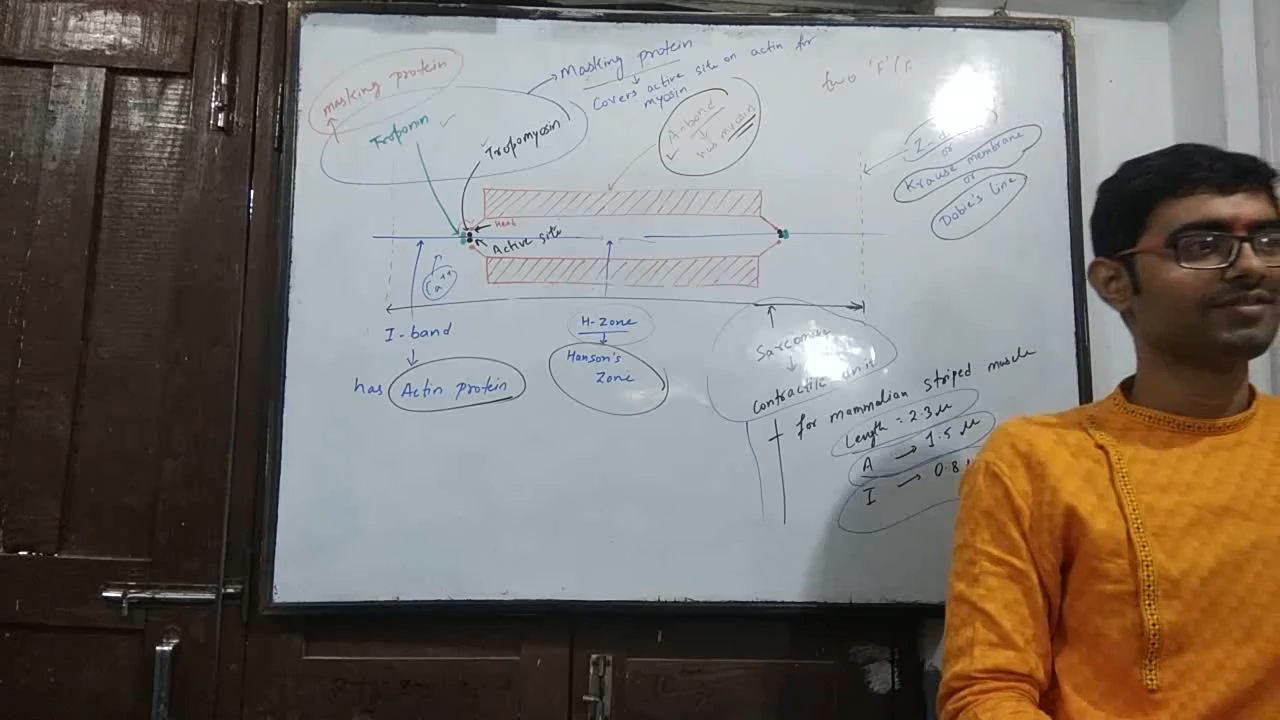 masking protein
Masking protein
Covers active site on actin for
myosin
two 'F'
Troponin
Tropomyosin
A-band
has myosin
or
Krause membrane
or
Dobie's line
Head
Active site
Ca++
I-band
has Actin protein
H-Zone
Hanson's
Zone
Sarcomere
Contractile unit
for mammalian striped muscle
Length = 2.3 μ
A → 1.5 μ
I → 0.8